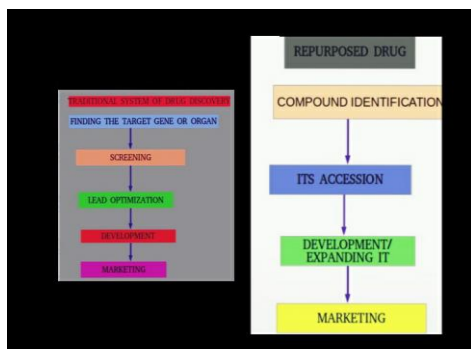 TRADITIONAL SYSTEM OF DRUG DISCOVERY
FINDING THE TARGET GENE OR ORGAN
SCREENING
LEAD OPTIMIZATION
DEVELOPMENT
MARKETING
REPURPOSED DRUG
COMPOUND IDENTIFICATION
ITS ACCESSION
DEVELOPMENT/
EXPANDING IT
MARKETING